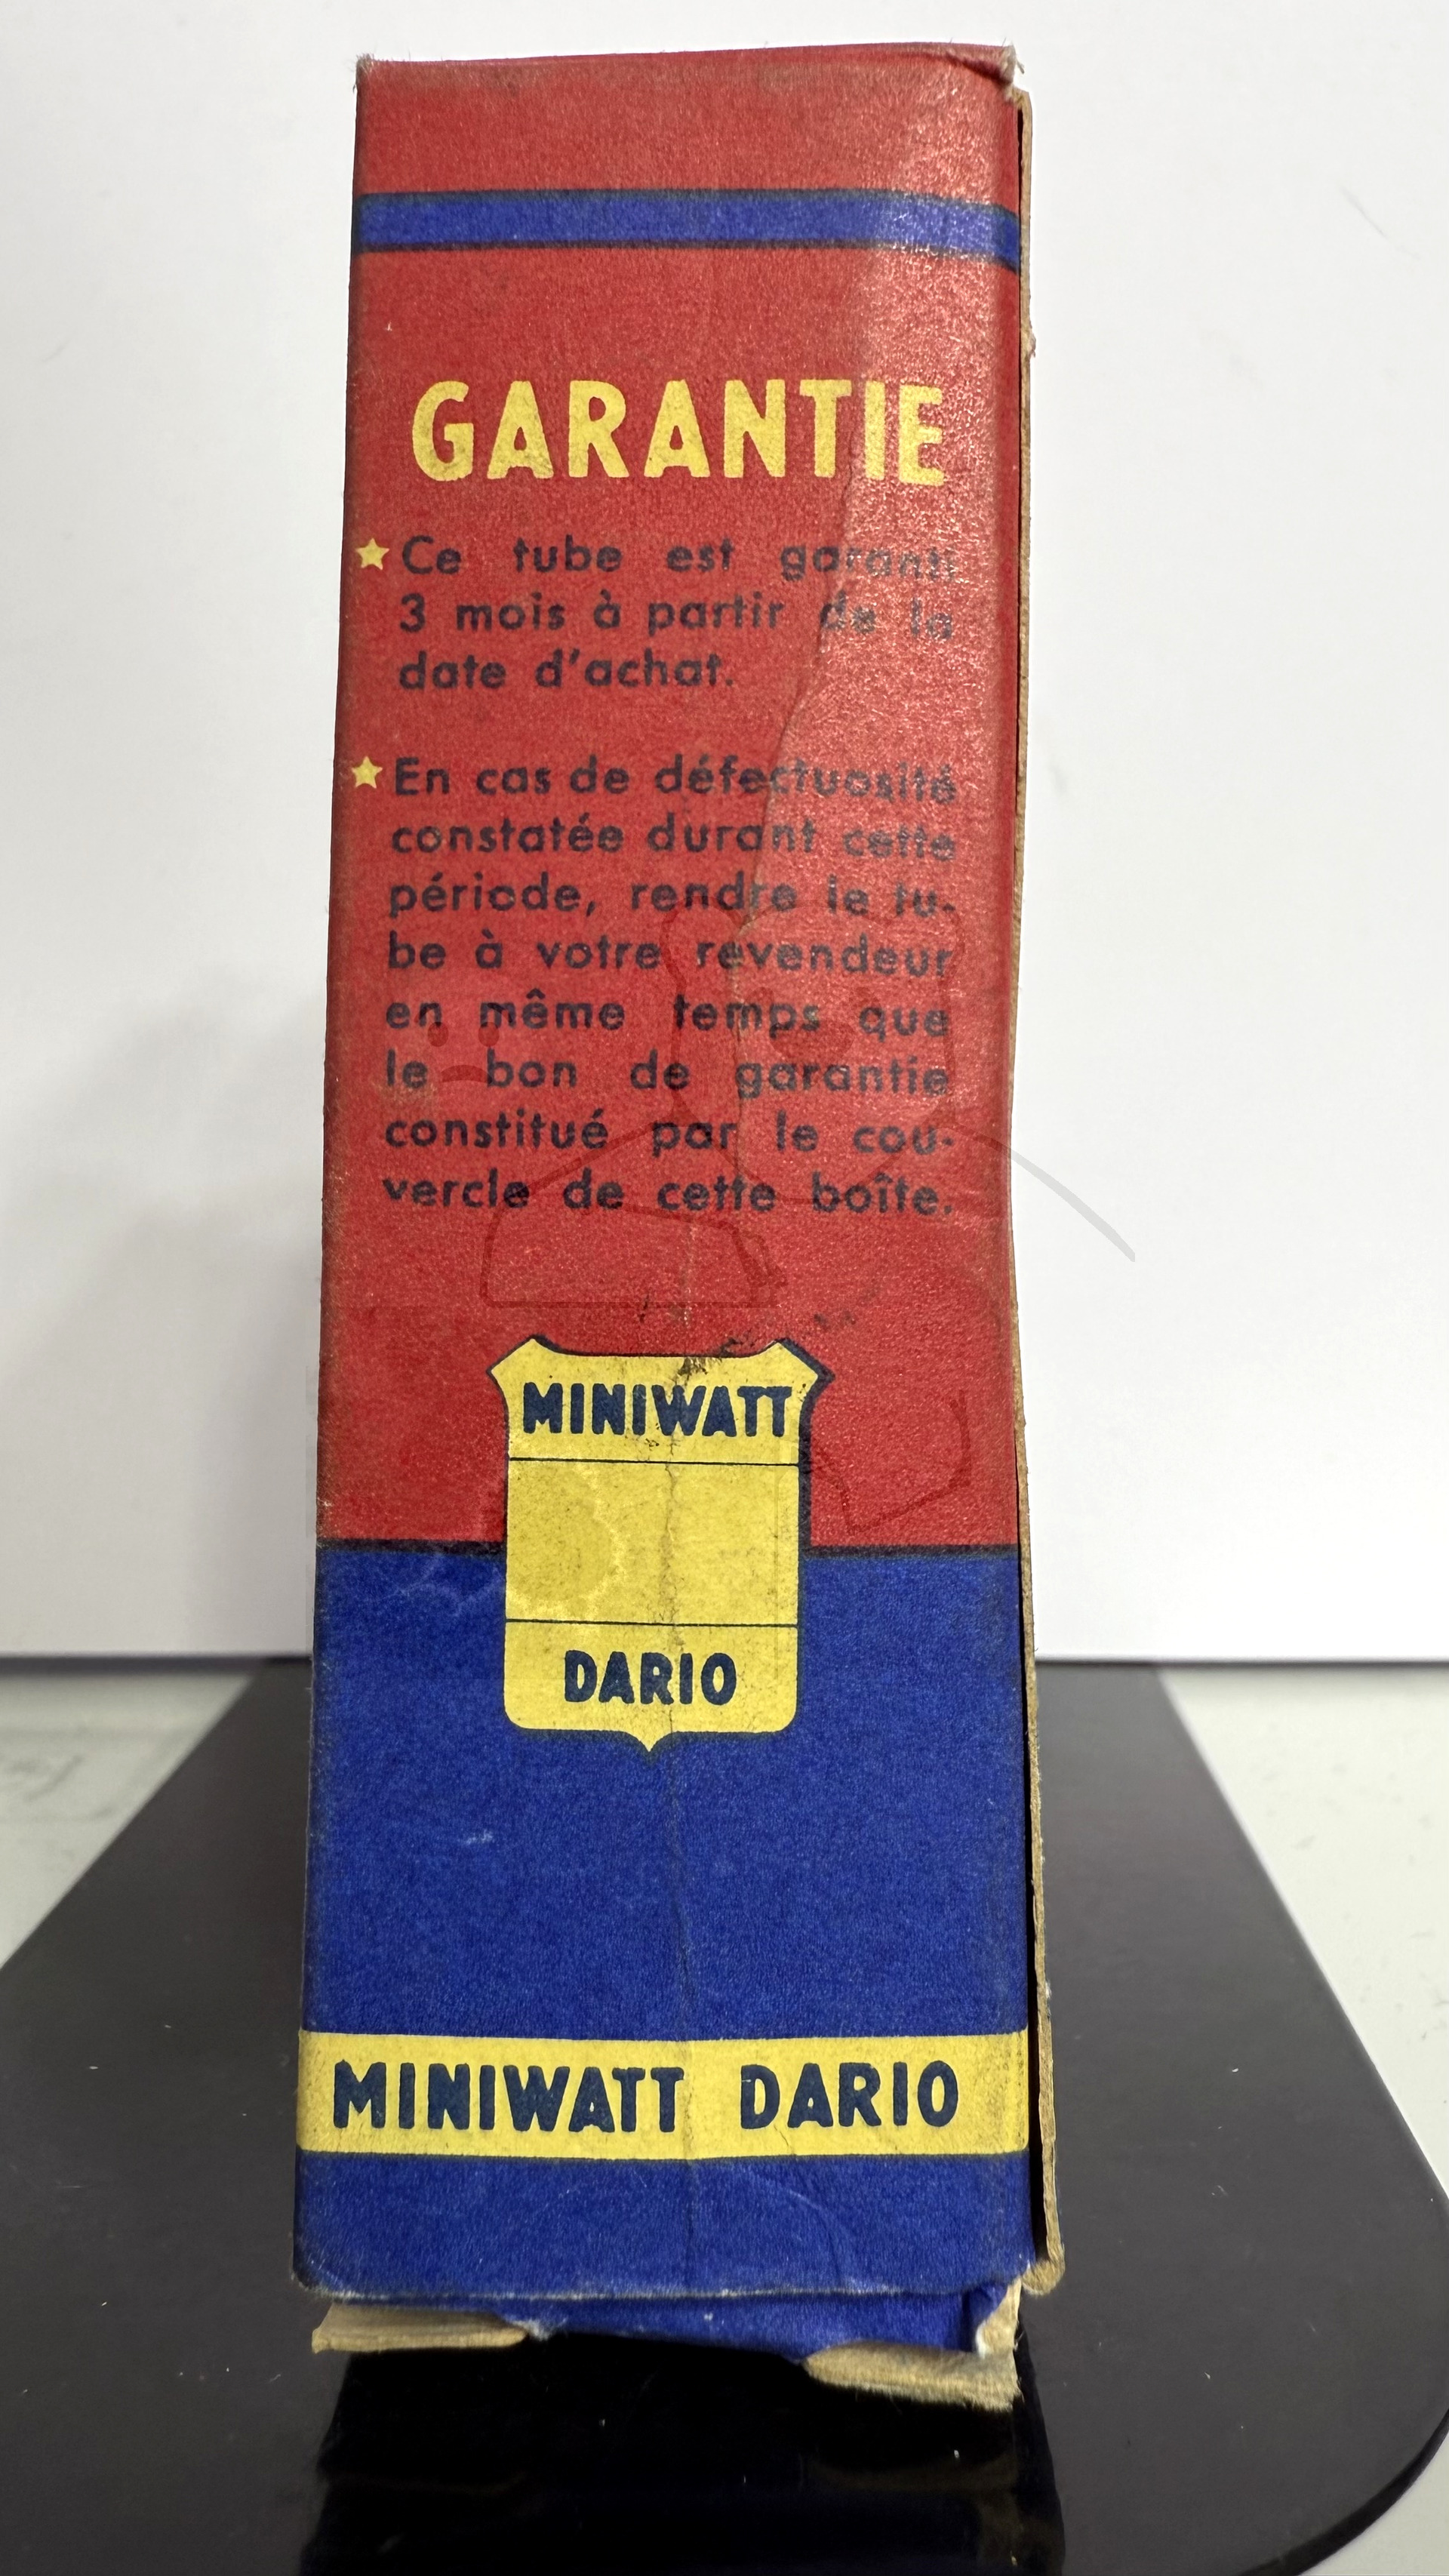 GARANTIE
Ce tube est garanti
3 mois à partir de la
date d'achat.
En cas de défectuosité
constatée durant cette
période, rendre le tu-
be à votre revendeur
en même temps que
le bon de garantie
constitué par le cou-
vercle de cette boîte.
MINIWATT
DARIO
MINIWATT DARIO